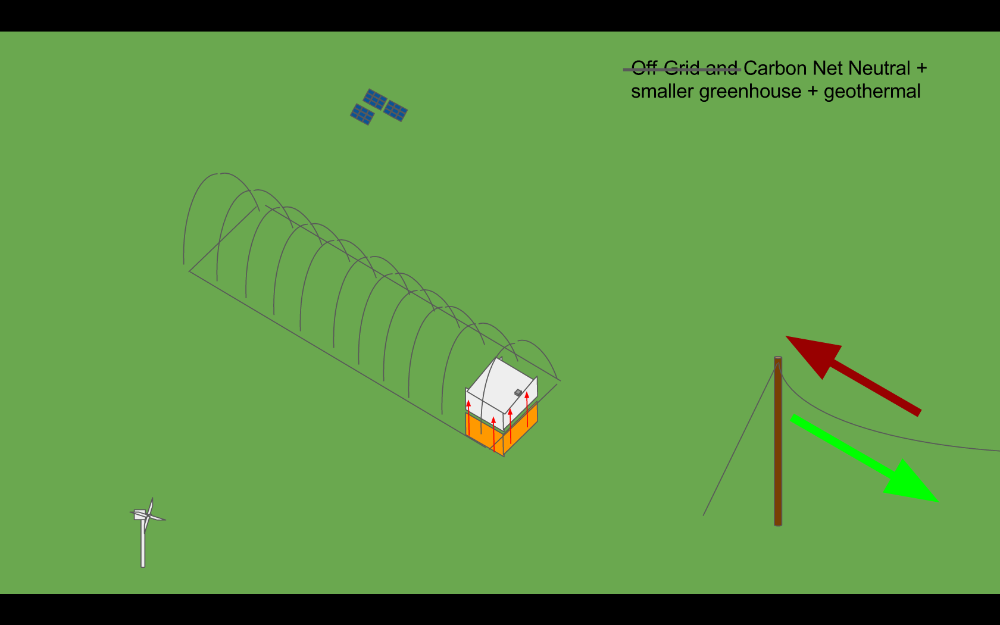 Off Grid and Carbon Net Neutral +
smaller greenhouse + geothermal